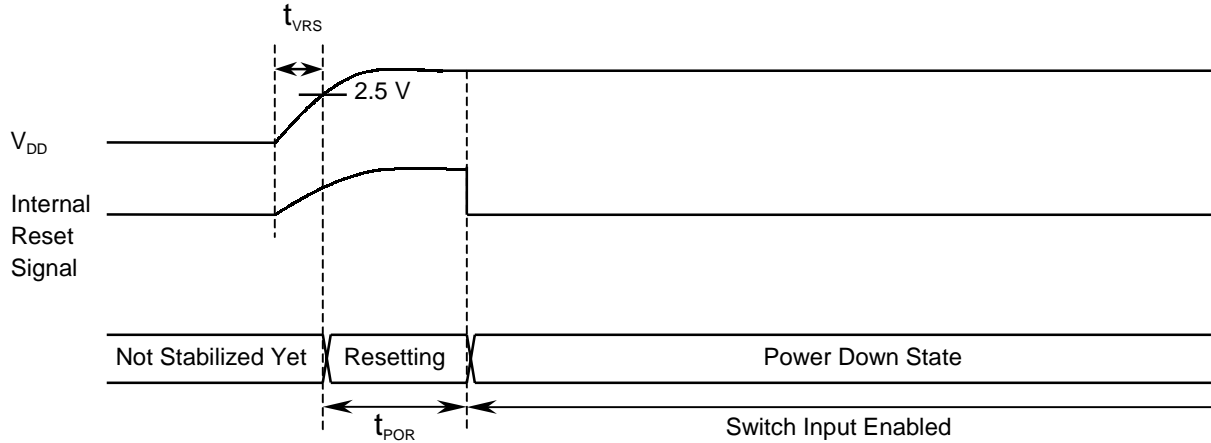 tVRS
2.5 V
VDD
Internal
Reset
Signal
Not Stabilized Yet
Resetting
Power Down State
tPOR
Switch Input Enabled